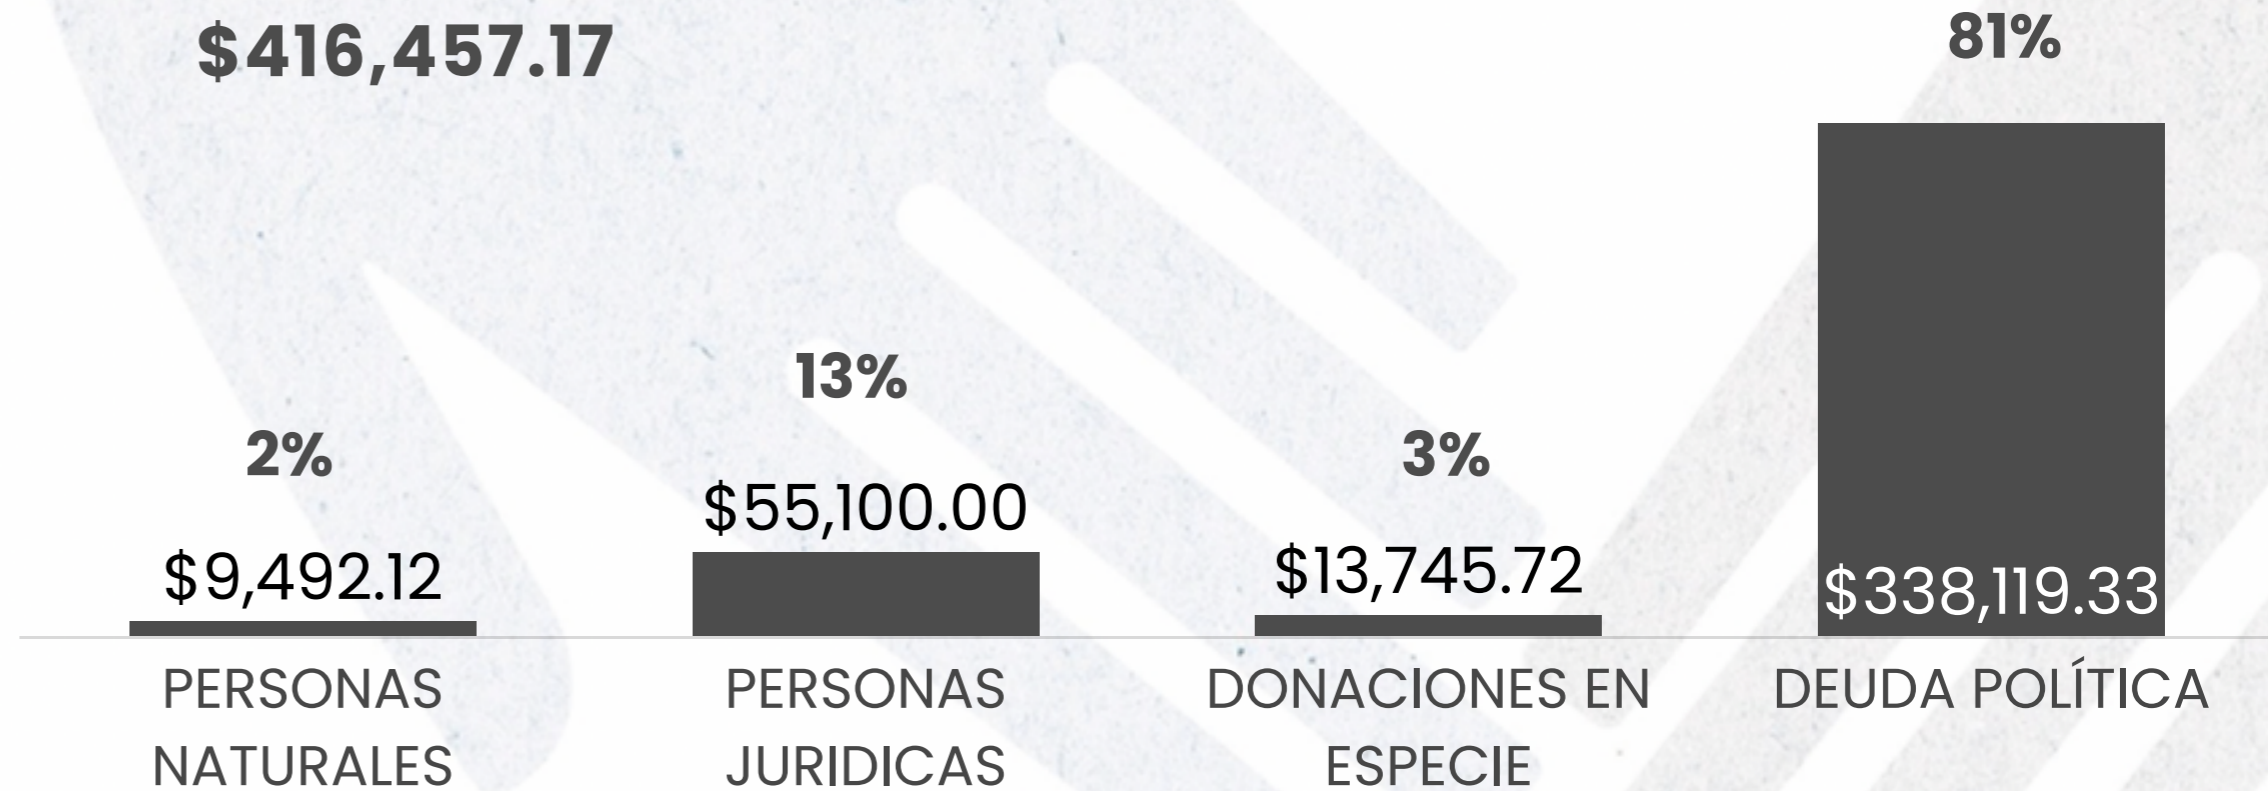 $416,457.17
81%
13%
2%
3%
$55,100.00
$9,492.12
$13,745.72
$338,119.33
PERSONAS
NATURALES
PERSONAS
JURIDICAS
DONACIONES EN
ESPECIE
DEUDA POLÍTICA